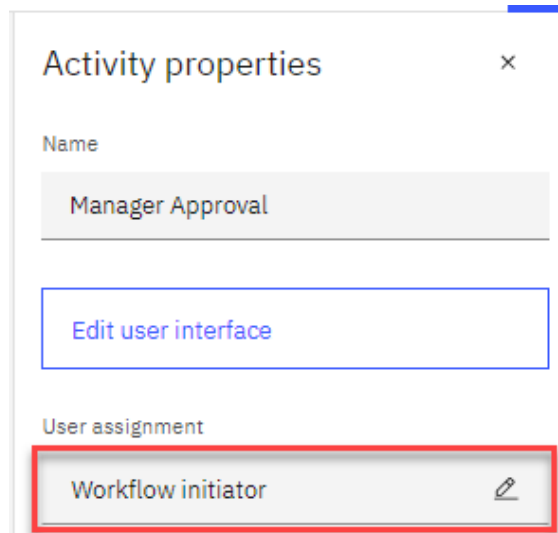 Activity properties
Name
Manager Approval
Edit user interface
User assignment
Workflow initiator